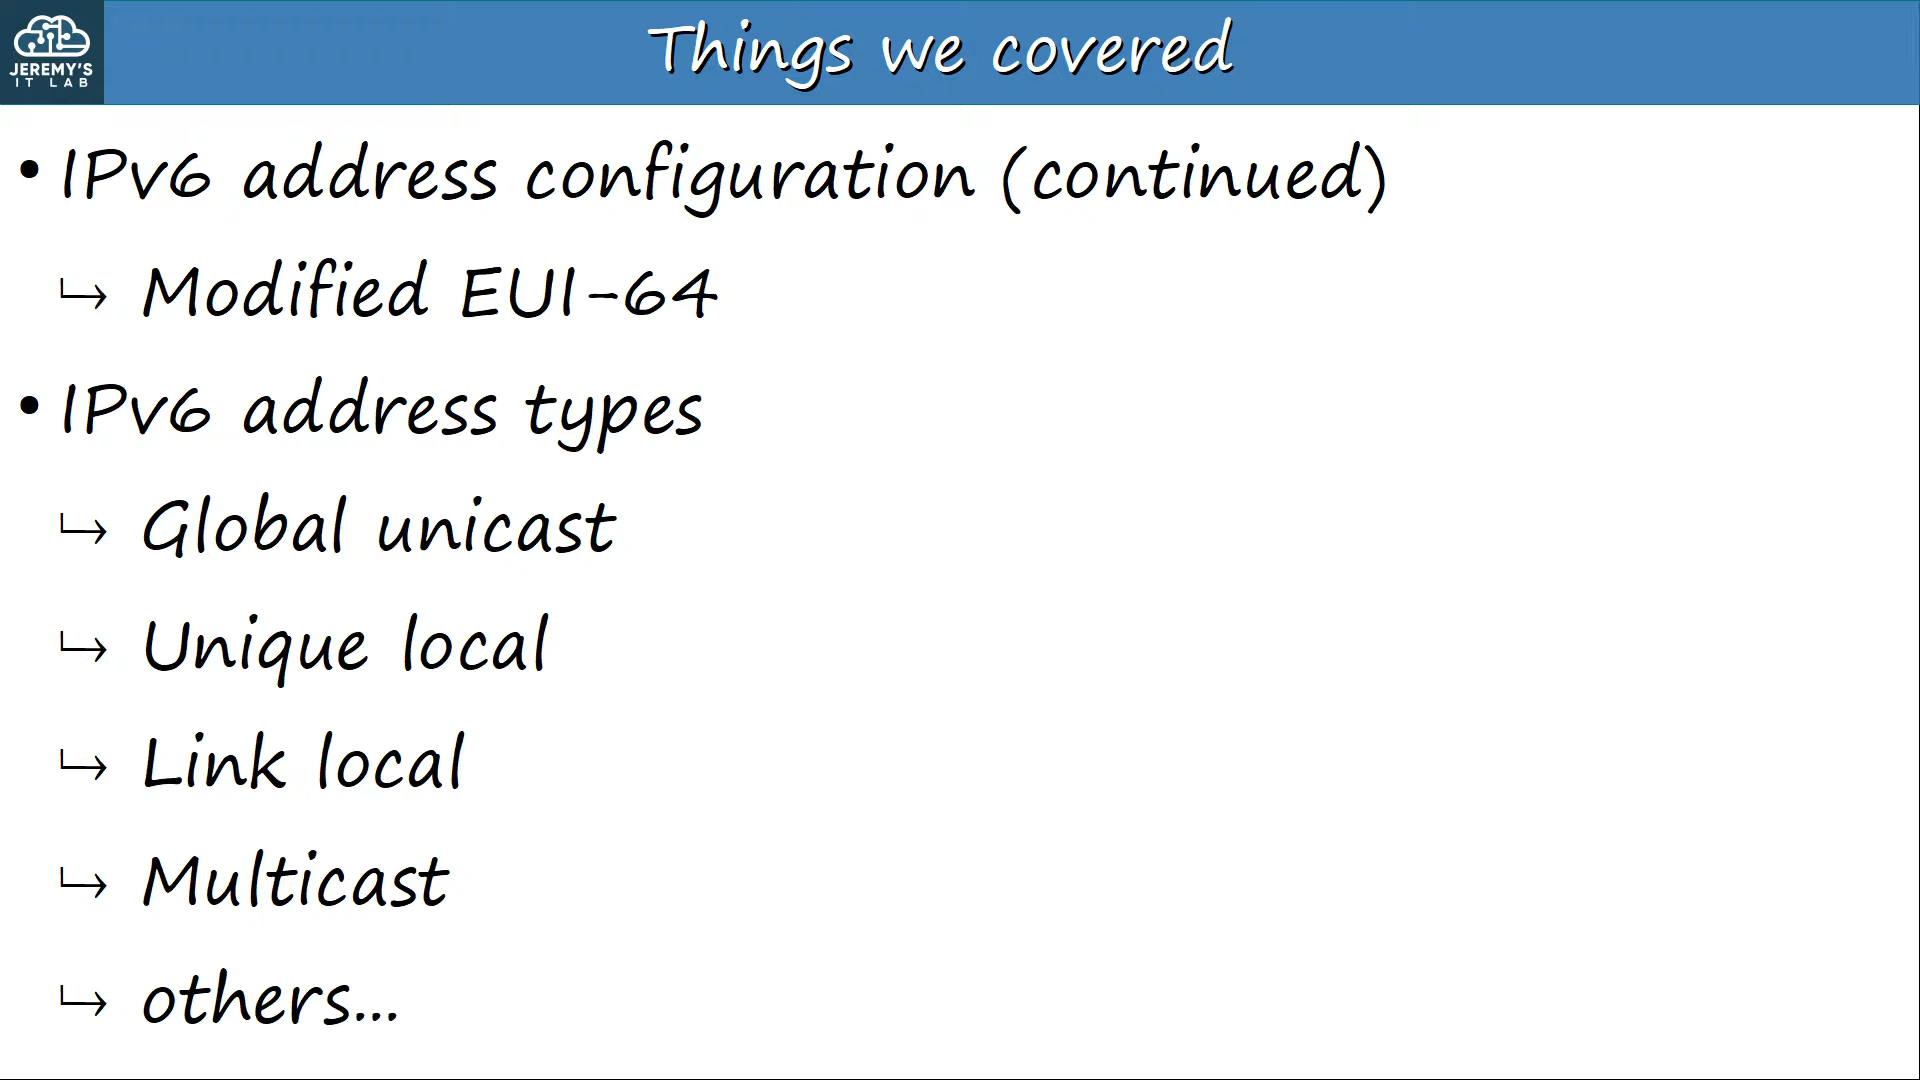 JEREMY'S
IT LAB
Things we covered
• IPv6 address configuration (continued)
↳ Modified EUI-64
• IPv6 address types
↳ Global unicast
↳ Unique local
↳ Link local
↳ Multicast
↳ others...